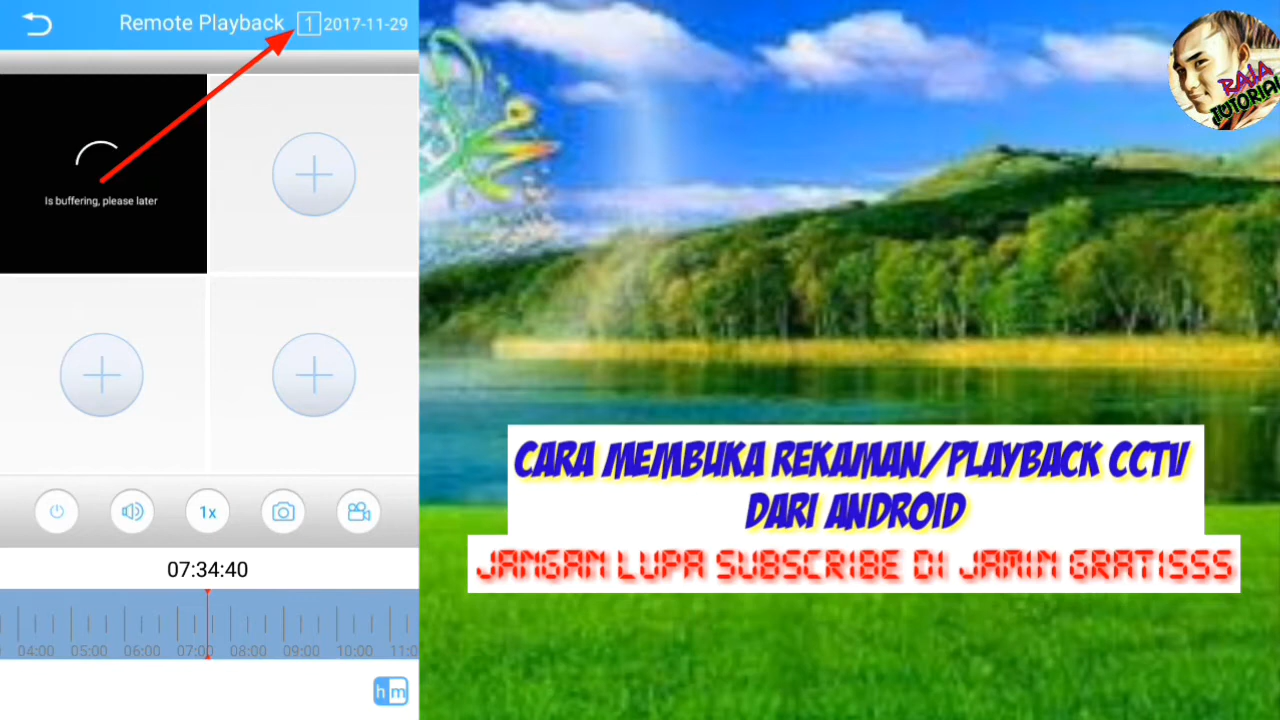 Remote Playback 1 2017-11-29
RAJA
TUTORIAL
Is buffering, please later
CARA MEMBUKA REKAMAN/PLAYBACK CCTV
DARI ANDROID
JANGAN LUPA SUBSCRIBE DI JAMIN GRATISSS
1x
07:34:40
04:00 05:00 06:00 07:00 08:00 09:00 10:00 11:0
h m